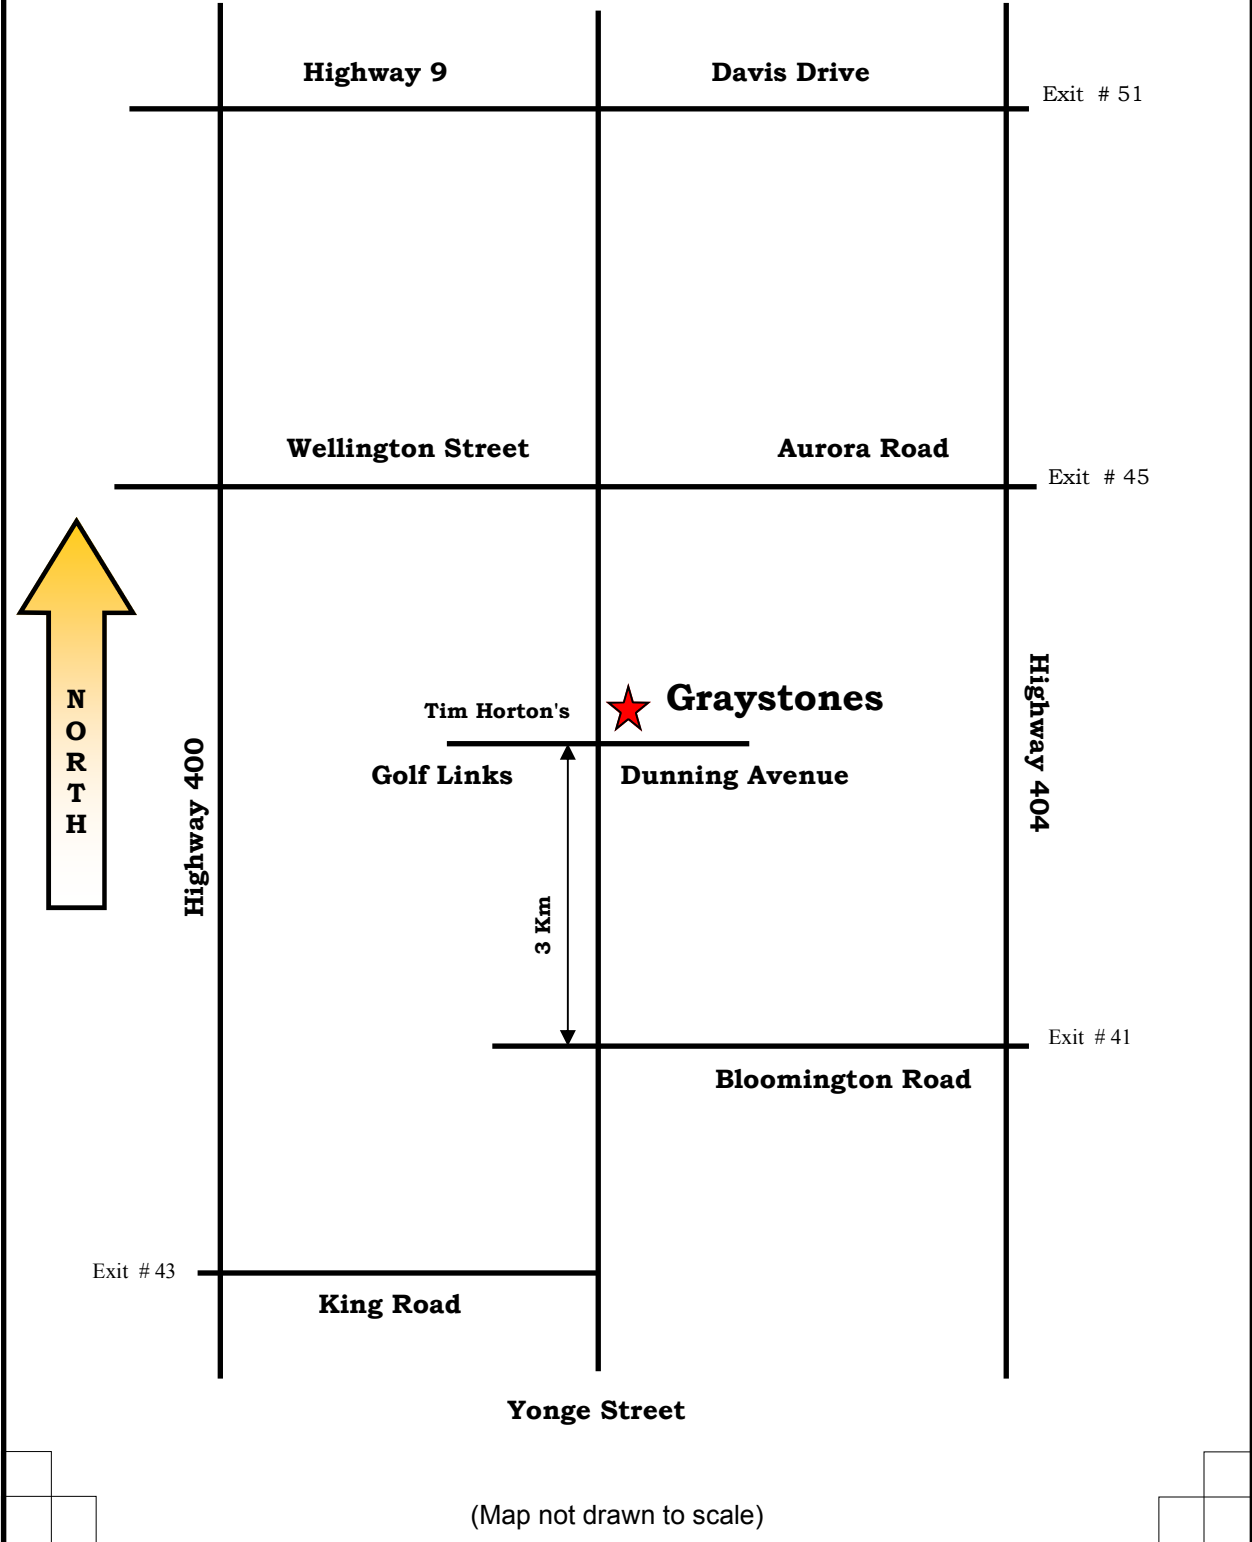 Highway 9
Davis Drive
Exit # 51
Wellington Street
Aurora Road
Exit # 45
NORTH
Highway 400
Highway 404
Tim Horton's
Graystones
Golf Links
Dunning Avenue
3 Km
Exit # 41
Bloomington Road
Exit # 43
King Road
Yonge Street
(Map not drawn to scale)